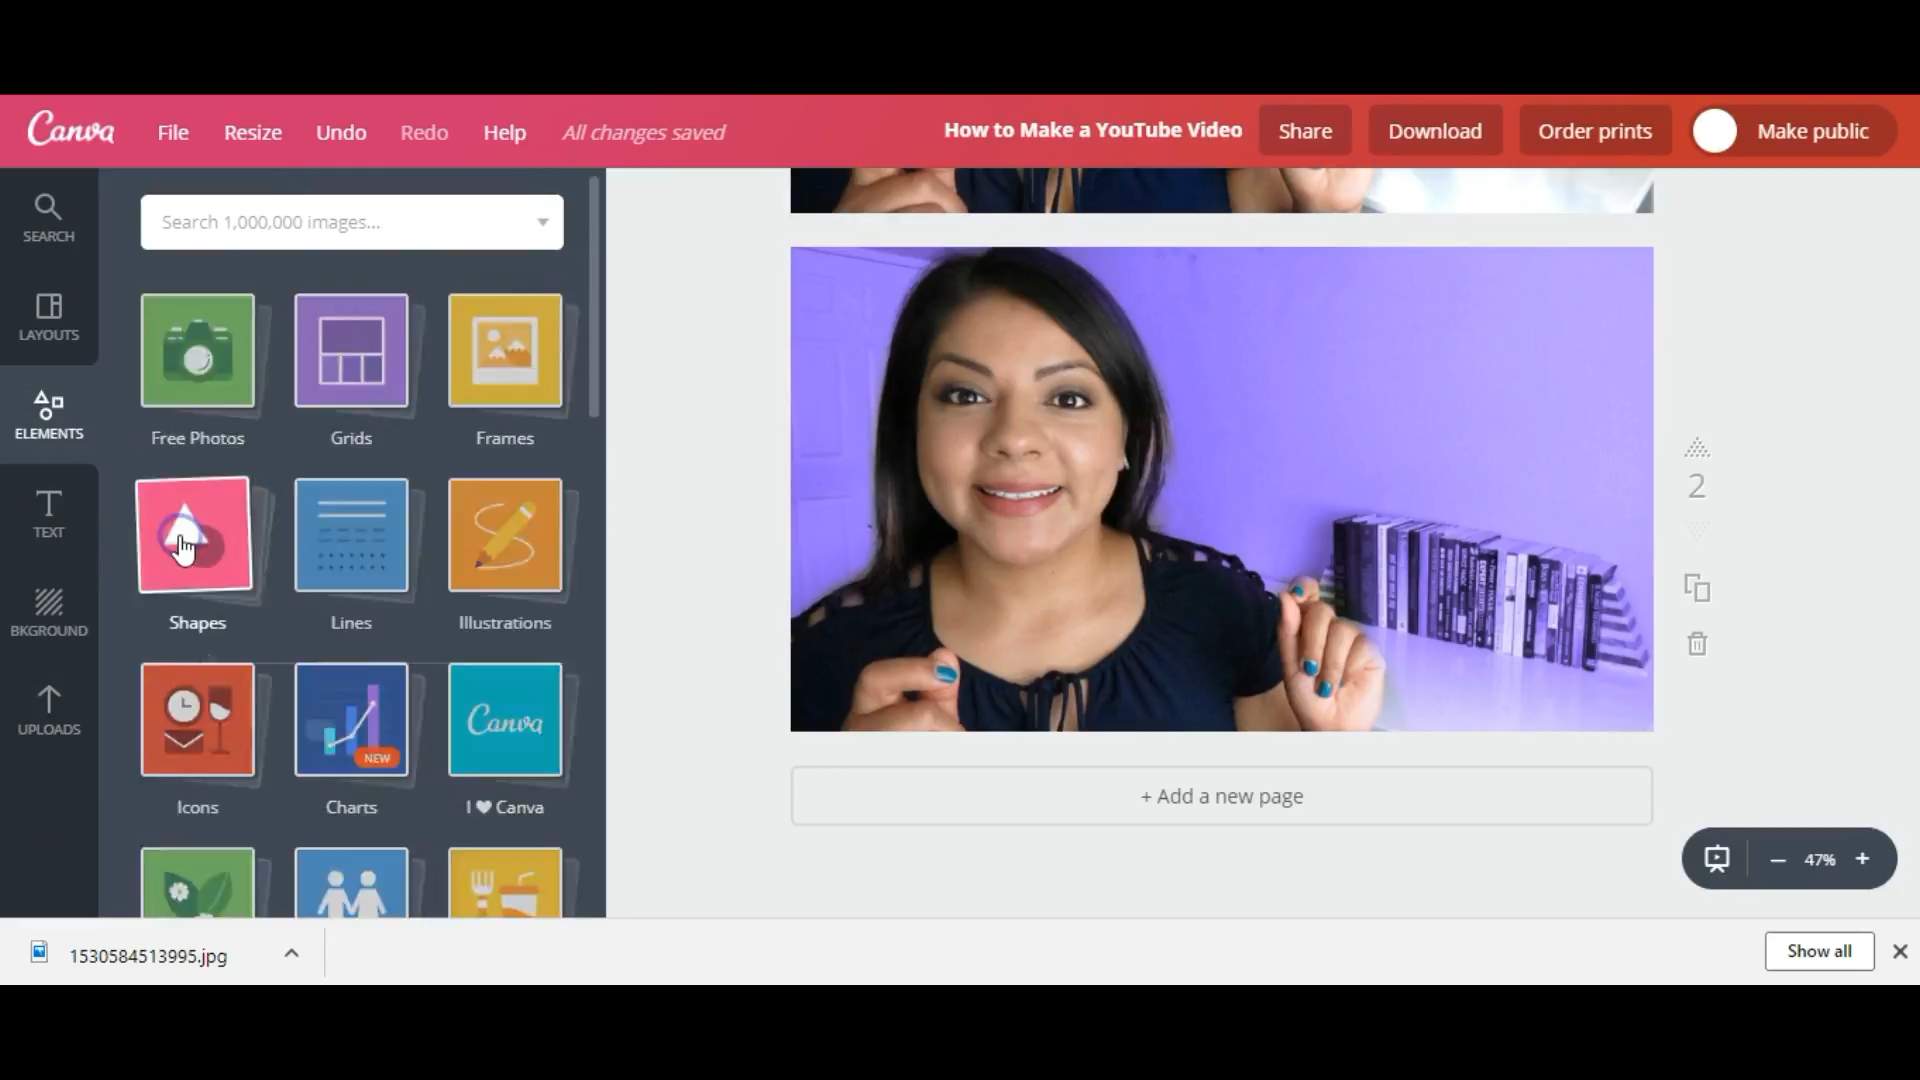 Canva File Resize Undo Redo Help All changes saved How to Make a YouTube Video Share Download Order prints Make public
SEARCH
LAYOUTS
ELEMENTS
TEXT
BKGROUND
UPLOADS
Search 1,000,000 images...
Free Photos Grids Frames
Shapes Lines Illustrations
NEW
Canva
Icons Charts I ♥ Canva
2
+ Add a new page
47%
1530584513995.jpg
Show all